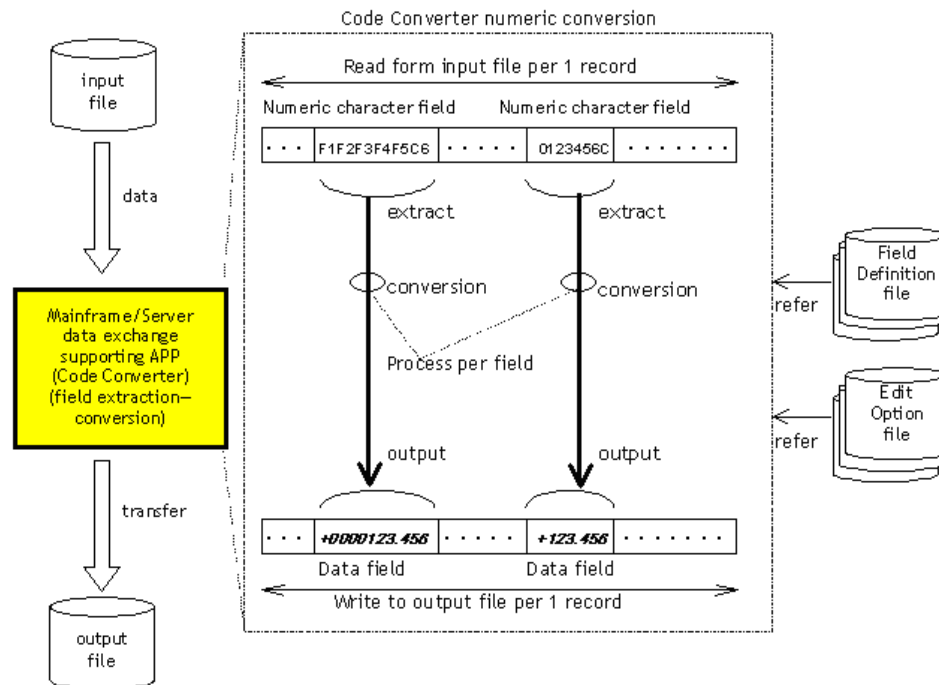 Code Converter numeric conversion
input
file
Read form input file per 1 record
Numeric character field
Numeric character field
· · · F1F2F3F4F5C6 · · · · · 0123456C · · · · · · ·
data
extract
extract
Field
Definition
file
conversion
conversion
refer
Mainframe/Server
data exchange
supporting APP
(Code Converter)
(field extraction–
conversion)
Process per field
Edit
Option
file
refer
output
output
transfer
· · · +0000123.456 · · · · · +123.456 · · · · · · ·
Data field
Data field
Write to output file per 1 record
output
file